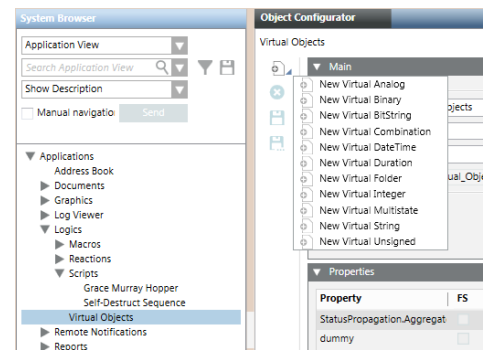 System Browser
Application View
Search Application View
Show Description
Manual navigatio
Send
Applications
Address Book
Documents
Graphics
Log Viewer
Logics
Macros
Reactions
Scripts
Grace Murray Hopper
Self-Destruct Sequence
Virtual Objects
Remote Notifications
Reports
Object Configurator
Virtual Objects
Main
New Virtual Analog
New Virtual Binary
New Virtual BitString
New Virtual Combination
New Virtual DateTime
New Virtual Duration
New Virtual Folder
New Virtual Integer
New Virtual Multistate
New Virtual String
New Virtual Unsigned
bjects
ual_Obje
Properties
Property FS
StatusPropagation.Aggregat
dummy